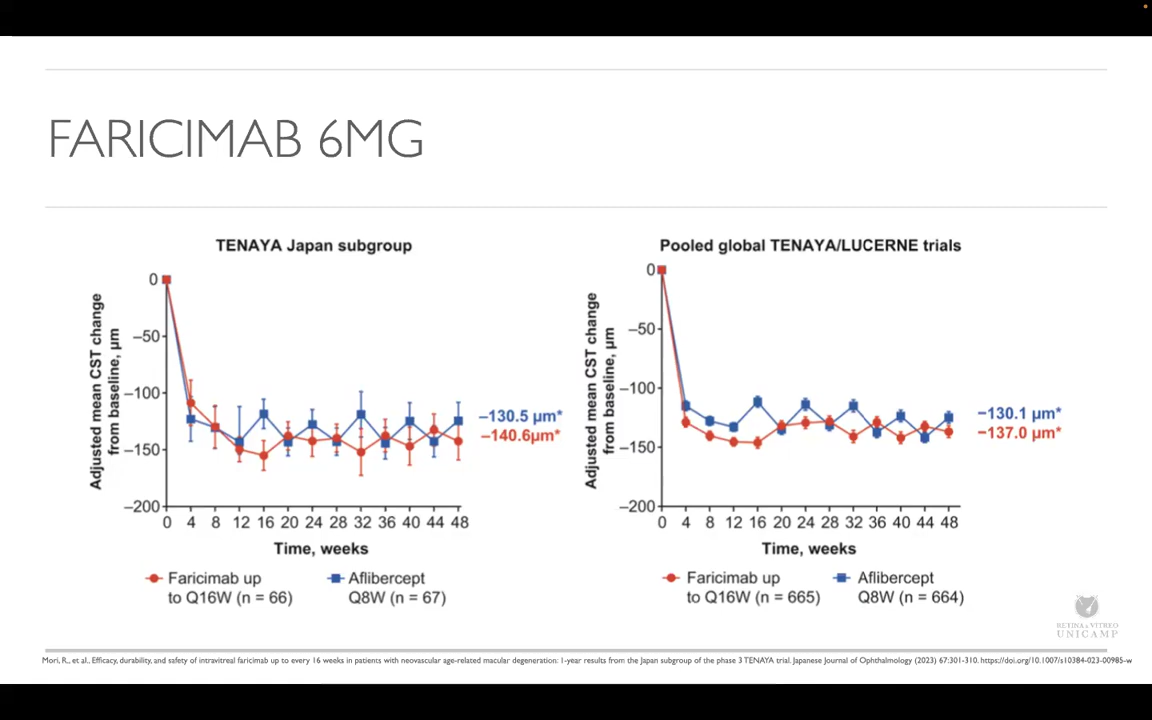 FARICIMAB 6MG
TENAYA Japan subgroup
Adjusted mean CST change
from baseline, µm
0
–50
–100
–150
–200
0 4 8 12 16 20 24 28 32 36 40 44 48
Time, weeks
–130.5 µm*
–140.6µm*
Faricimab up
to Q16W (n = 66)
Aflibercept
Q8W (n = 67)
Pooled global TENAYA/LUCERNE trials
Adjusted mean CST change
from baseline, µm
0
–50
–100
–150
–200
0 4 8 12 16 20 24 28 32 36 40 44 48
Time, weeks
−130.1 µm*
−137.0 µm*
Faricimab up
to Q16W (n = 665)
Aflibercept
Q8W (n = 664)
RETINA & VITREO
UNICAMP
Mori, R., et al., Efficacy, durability, and safety of intravitreal faricimab up to every 16 weeks in patients with neovascular age-related macular degeneration: 1-year results from the Japan subgroup of the phase 3 TENAYA trial. Japanese Journal of Ophthalmology (2023) 67:301-310. https://doi.org/10.1007/s10384-023-00985-w